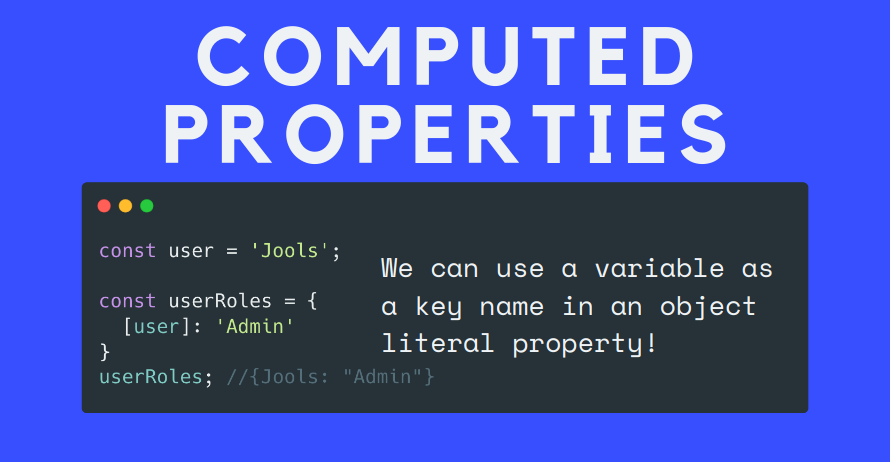 COMPUTED
PROPERTIES
const user = 'Jools';
const userRoles = {
  [user]: 'Admin'
}
userRoles; //{Jools: "Admin"}
We can use a variable as
a key name in an object
literal property!